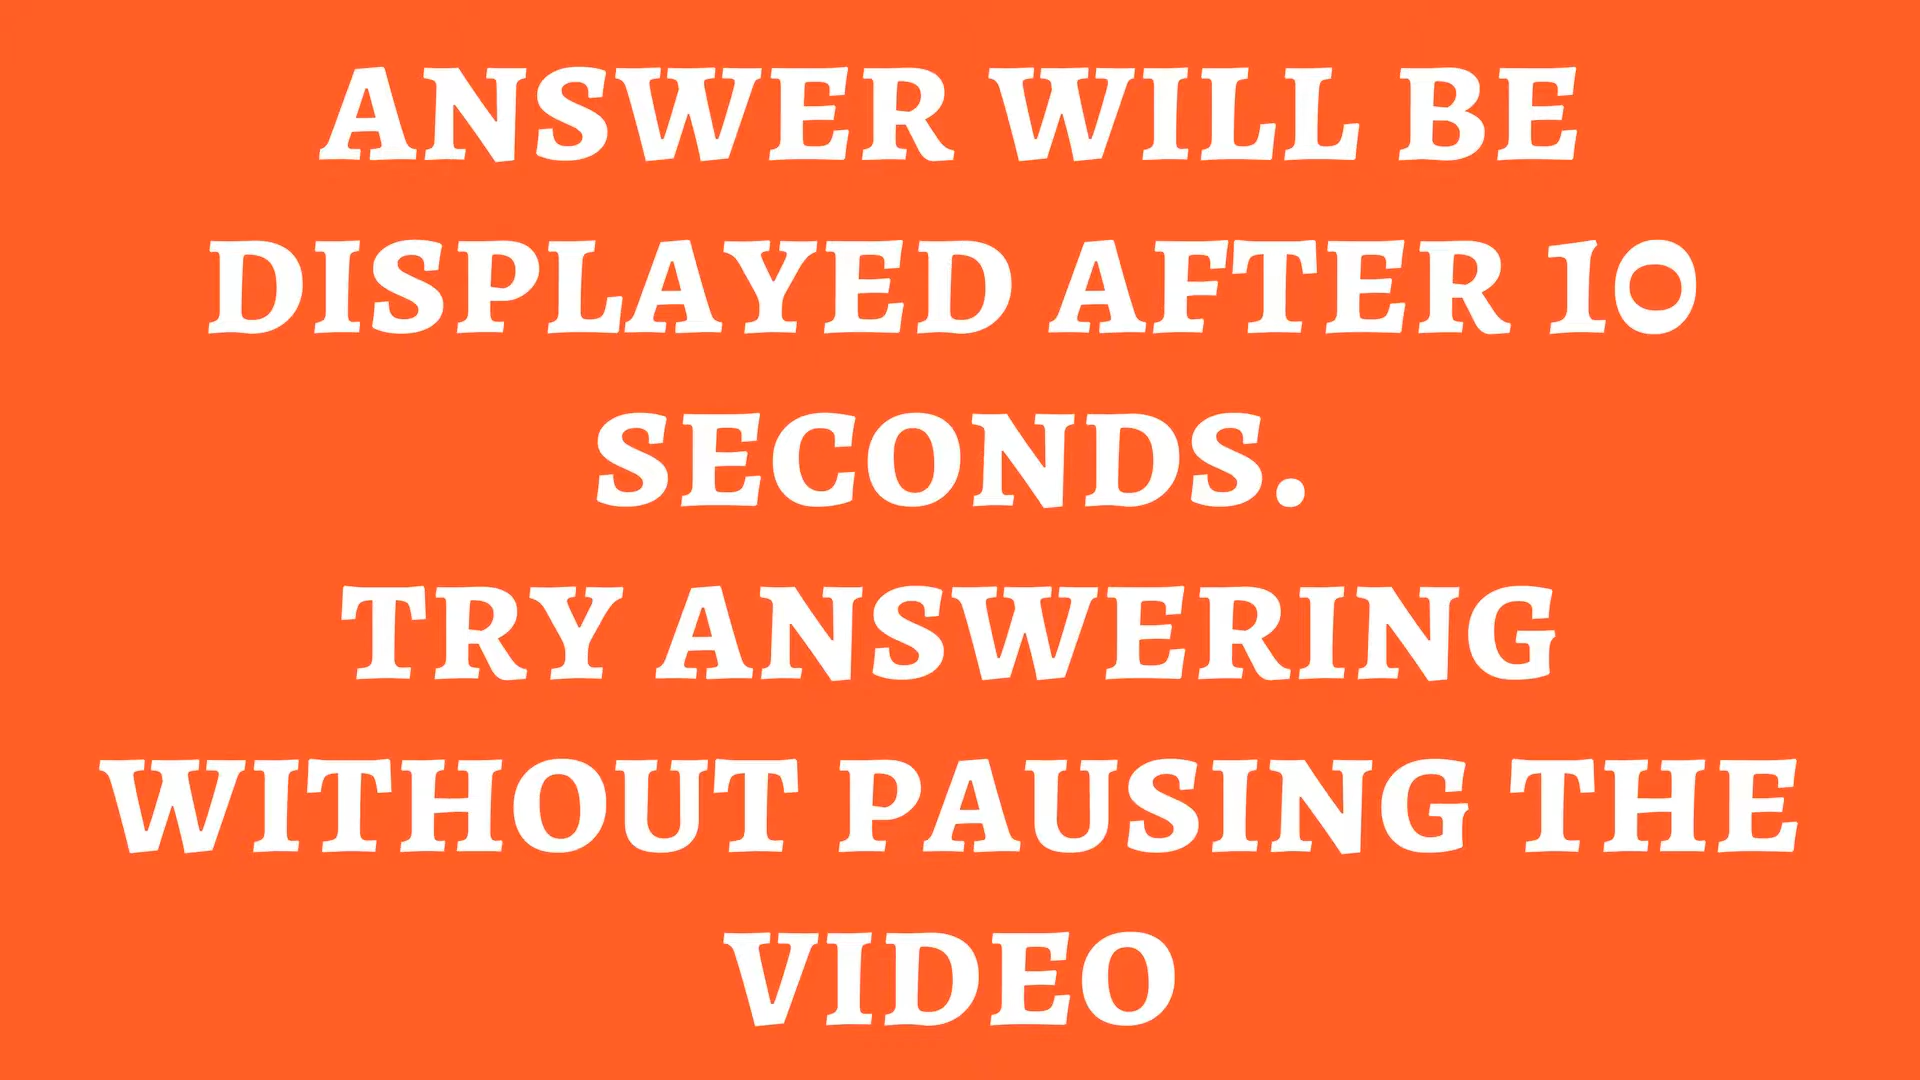 ANSWER WILL BE
DISPLAYED AFTER 10
SECONDS.
TRY ANSWERING
WITHOUT PAUSING THE
VIDEO